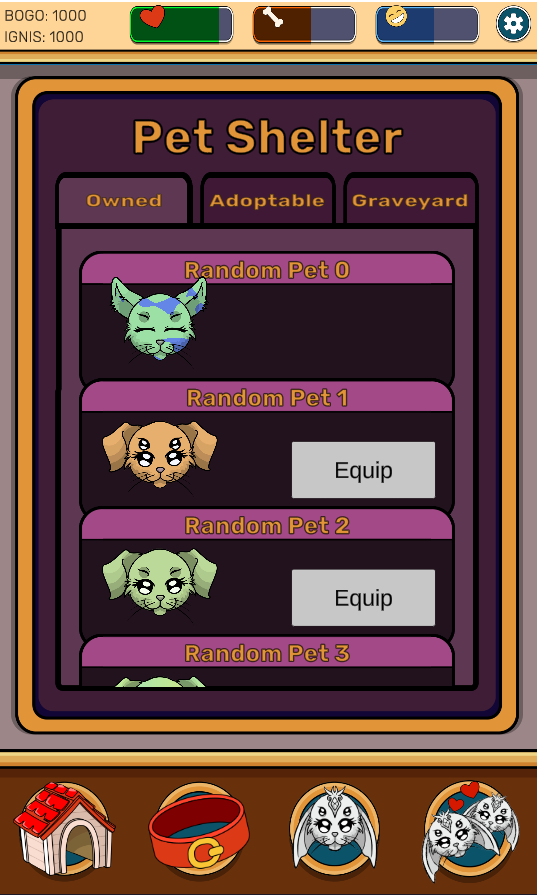 BOGO: 1000
IGNIS: 1000
Pet Shelter
Owned Adoptable Graveyard
Random Pet 0
Random Pet 1
Equip
Random Pet 2
Equip
Random Pet 3